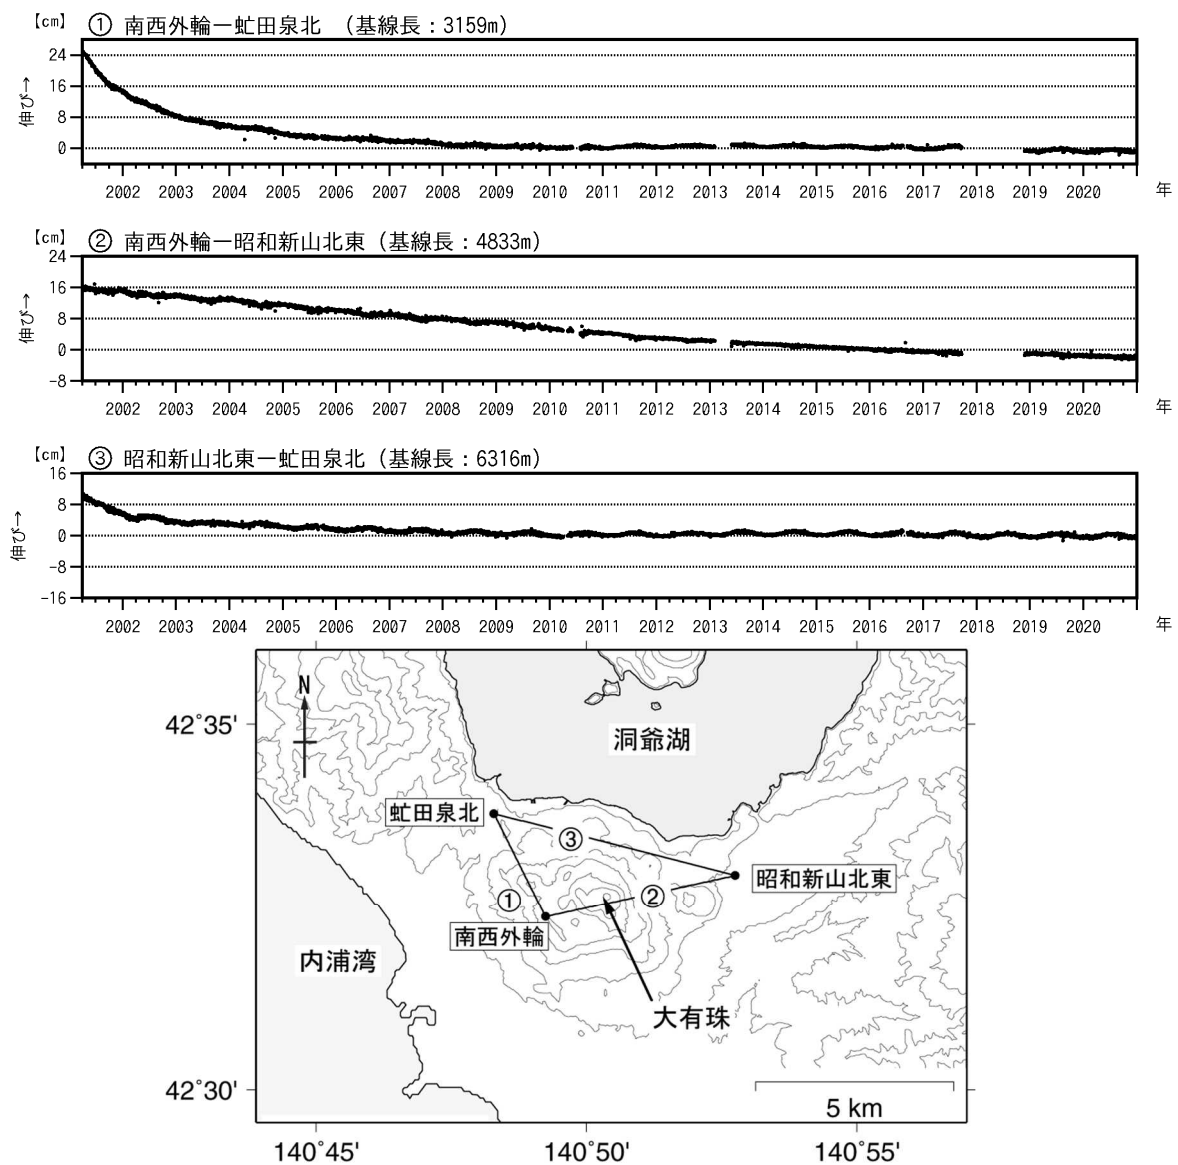 【cm】 ① 南西外輪ー虻田泉北 （基線長：3159m）
24
16
8
0
伸び→
2002 2003 2004 2005 2006 2007 2008 2009 2010 2011 2012 2013 2014 2015 2016 2017 2018 2019 2020 年
【cm】 ② 南西外輪ー昭和新山北東（基線長：4833m）
24
16
8
0
-8
伸び→
2002 2003 2004 2005 2006 2007 2008 2009 2010 2011 2012 2013 2014 2015 2016 2017 2018 2019 2020 年
【cm】 ③ 昭和新山北東ー虻田泉北（基線長：6316m）
16
8
0
-8
-16
伸び→
2002 2003 2004 2005 2006 2007 2008 2009 2010 2011 2012 2013 2014 2015 2016 2017 2018 2019 2020 年
N
42°35'
洞爺湖
虻田泉北
③
昭和新山北東
②
①
南西外輪
内浦湾
大有珠
42°30'
5 km
140°45' 140°50' 140°55'